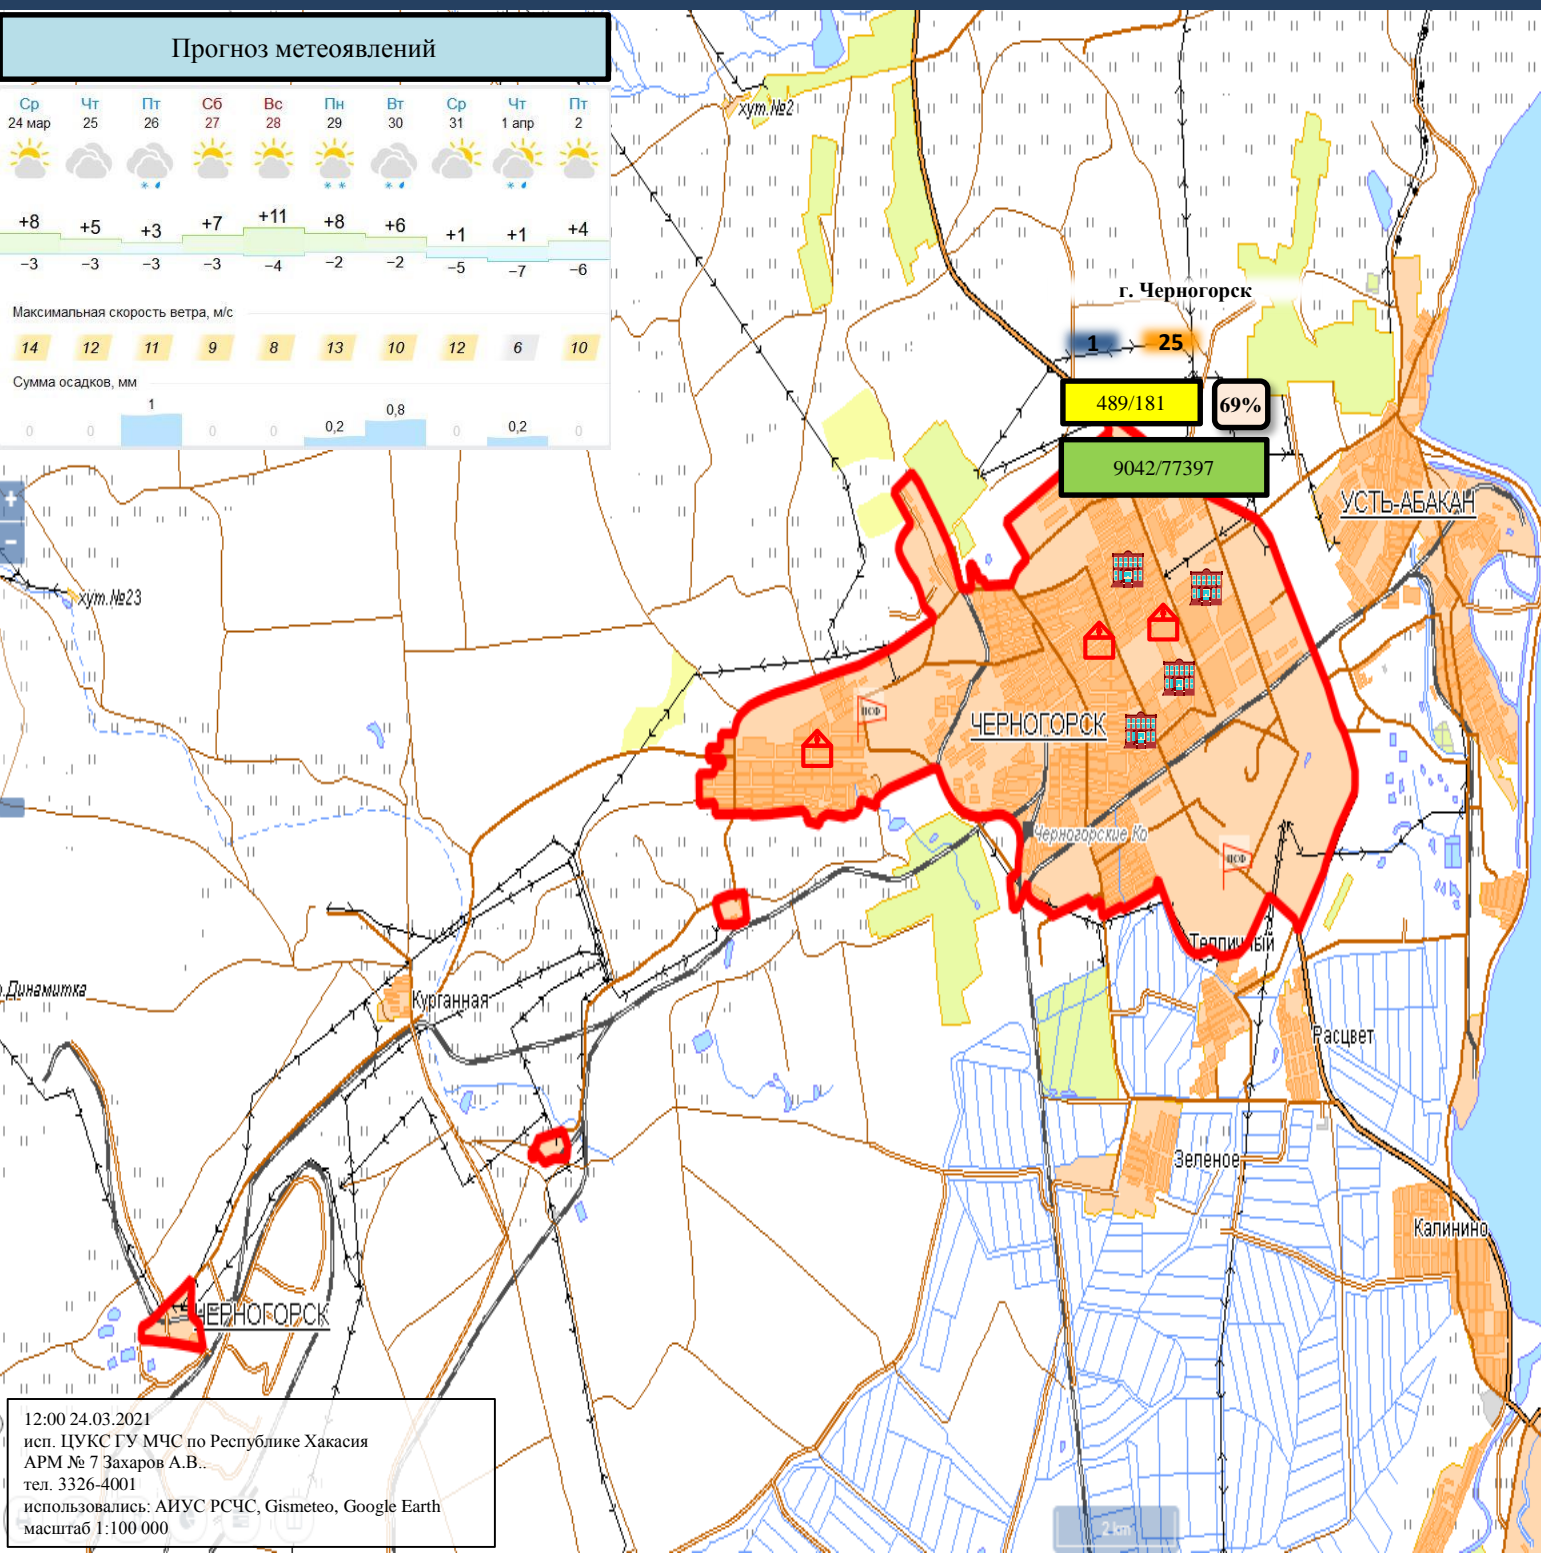 Прогноз метеоявлений
Ср Чт Пт Сб Вс Пн Вт Ср Чт Пт
24 мар 25 26 27 28 29 30 31 1 апр 2
+8 +5 +3 +7 +11 +8 +6 +1 +1 +4
−3 −3 −3 −3 −4 −2 −2 −5 −7 −6
Максимальная скорость ветра, м/с
14 12 11 9 8 13 10 12 6 10
Сумма осадков, мм
0 0 1 0 0 0,2 0,8 0 0,2 0
хут.№2
г. Черногорск
1 25
489/181 69%
9042/77397
УСТЬ-АБАКАН
+
−
хут.№23
ПСФ
ЧЕРНОГОРСК
Черногорские Ко
ПСФ
Тепличный
Динамитка
Курганная
Расцвет
Зеленое
Калинино
ЧЕРНОГОРСК
12:00 24.03.2021
исп. ЦУКС ГУ МЧС по Республике Хакасия
АРМ № 7 Захаров А.В..
тел. 3326-4001
использовались: АИУС РСЧС, Gismeteo, Google Earth
масштаб 1:100 000
2 km